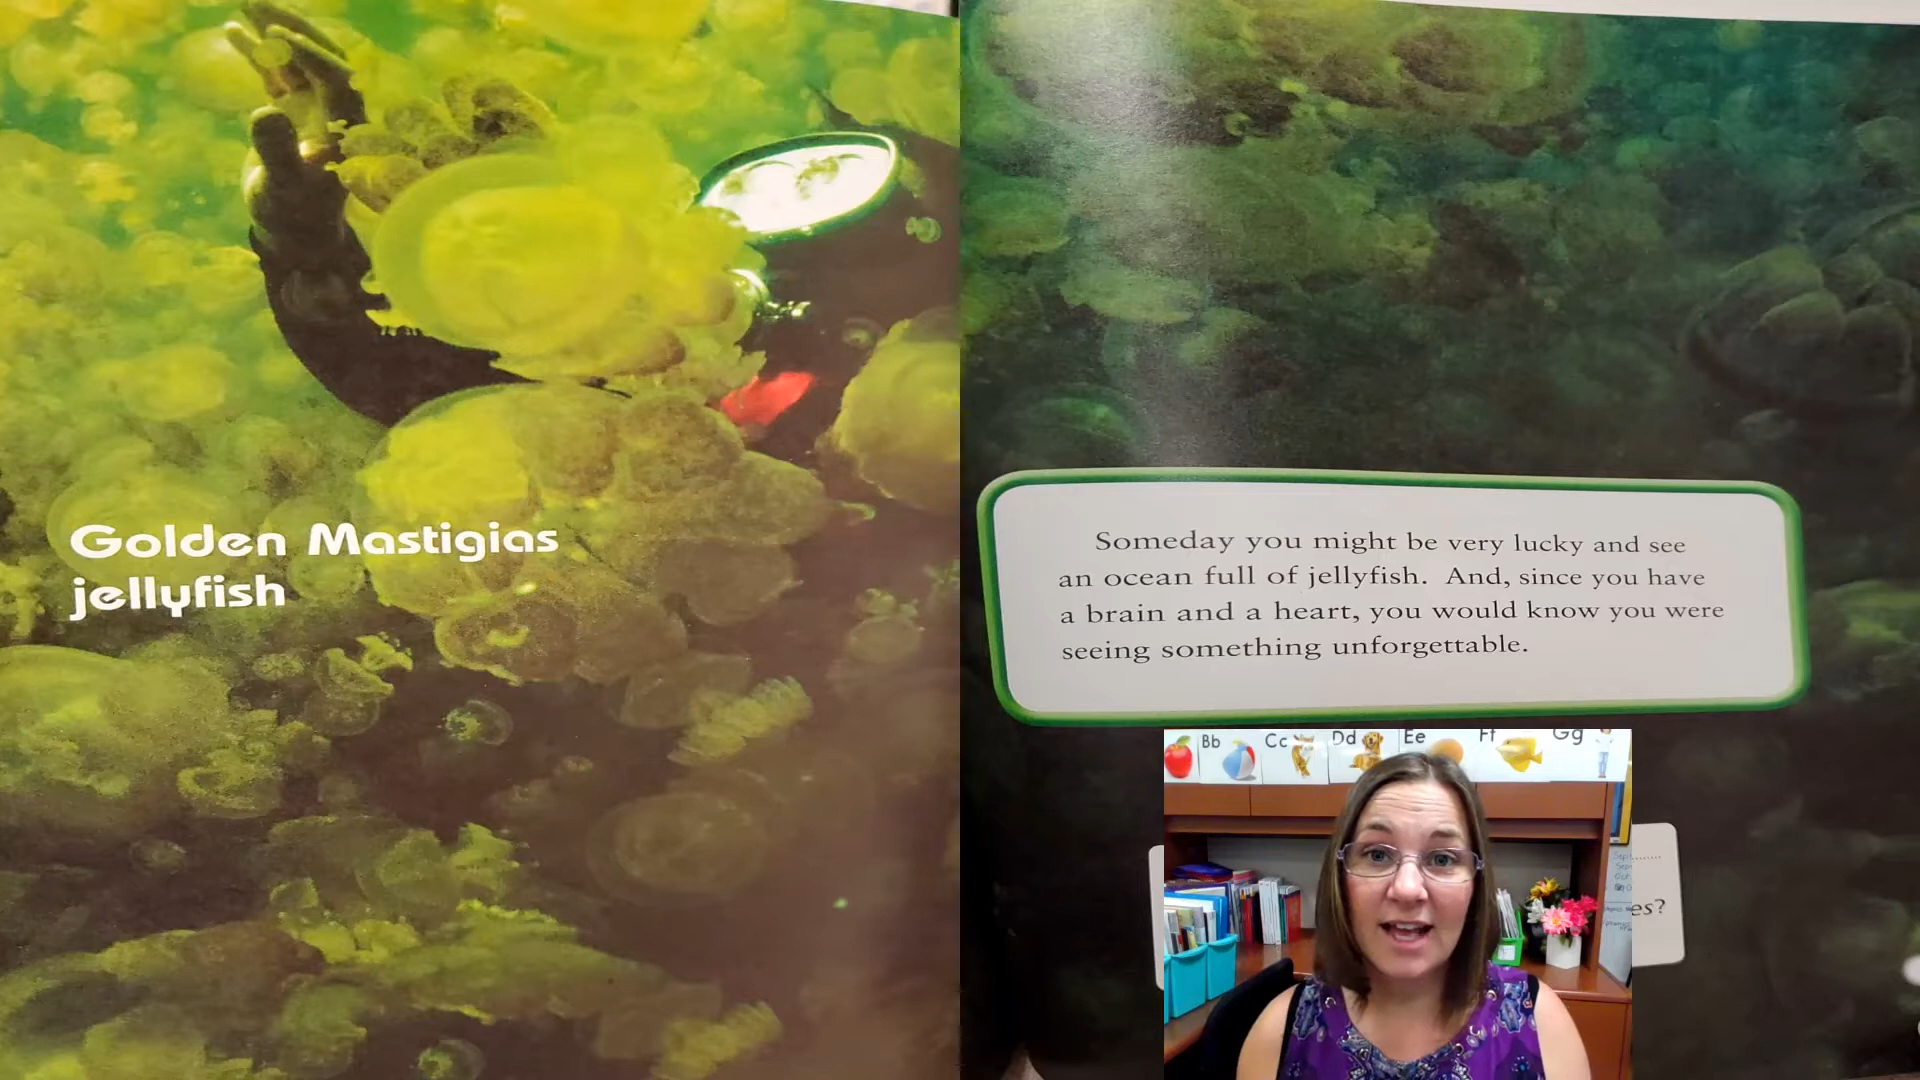 Golden Mastigias
jellyfish
Someday you might be very lucky and see
an ocean full of jellyfish. And, since you have
a brain and a heart, you would know you were
seeing something unforgettable.
Bb Cc Dd Ee Ff Gg
es?